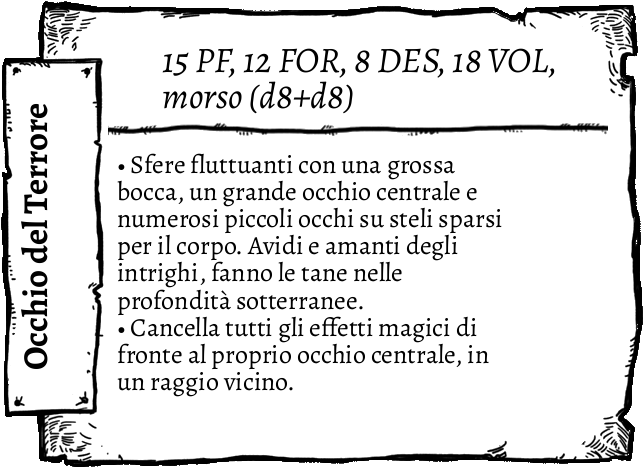 Occhio del Terrore
15 PF, 12 FOR, 8 DES, 18 VOL,
morso (d8+d8)
• Sfere fluttuanti con una grossa
bocca, un grande occhio centrale e
numerosi piccoli occhi su steli sparsi
per il corpo. Avidi e amanti degli
intrighi, fanno le tane nelle
profondità sotterranee.
• Cancella tutti gli effetti magici di
fronte al proprio occhio centrale, in
un raggio vicino.